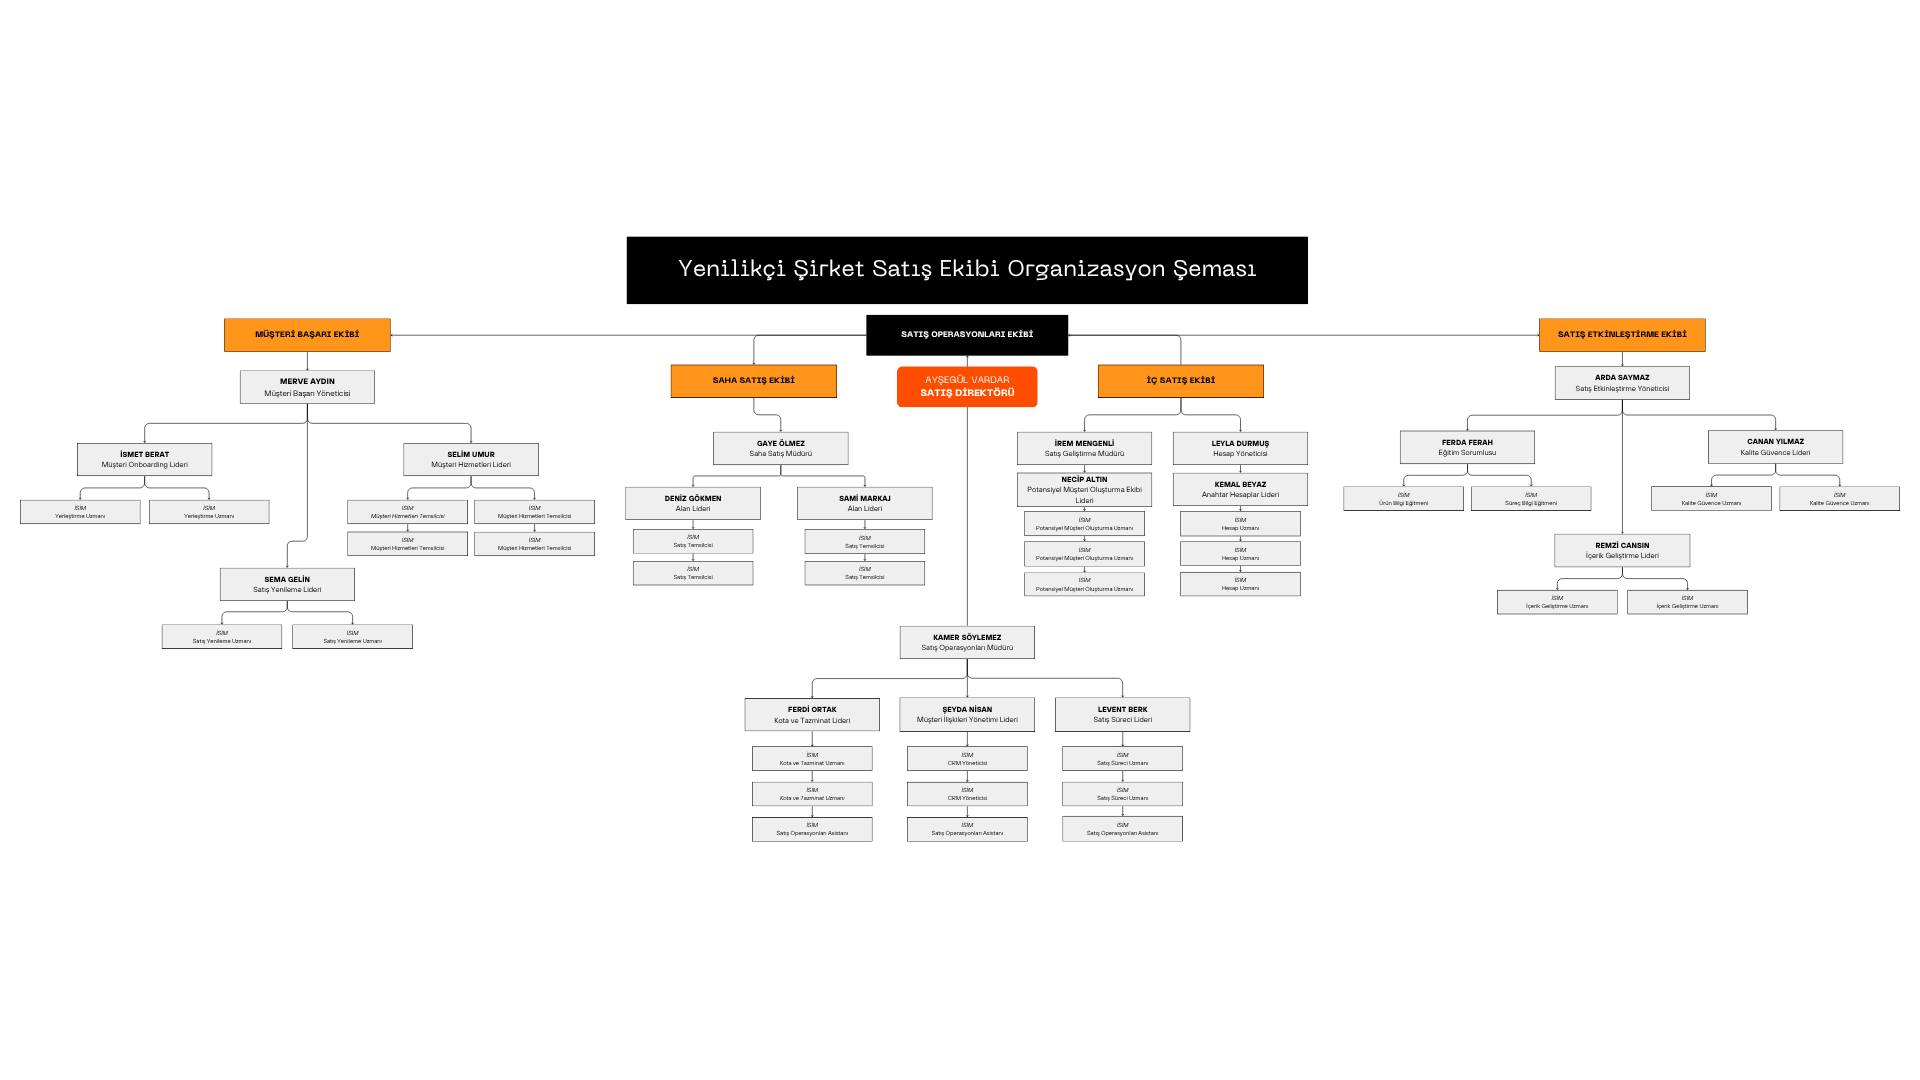 Yenilikçi Şirket Satış Ekibi Organizasyon Şeması
SATIŞ OPERASYONLARI EKİBİ
AYŞEGÜL VARDAR
SATIŞ DİREKTÖRÜ
MÜŞTERİ BAŞARI EKİBİ
MERVE AYDIN
Müşteri Başarı Yöneticisi
İSMET BERAT
Müşteri Onboarding Lideri
İSİM
Yerleştirme Uzmanı
İSİM
Yerleştirme Uzmanı
SELİM UMUR
Müşteri Hizmetleri Lideri
İSİM
Müşteri Hizmetleri Temsilcisi
İSİM
Müşteri Hizmetleri Temsilcisi
İSİM
Müşteri Hizmetleri Temsilcisi
İSİM
Müşteri Hizmetleri Temsilcisi
SEMA GELİN
Satış Yenileme Lideri
İSİM
Satış Yenileme Uzmanı
İSİM
Satış Yenileme Uzmanı
SAHA SATIŞ EKİBİ
GAYE ÖLMEZ
Saha Satış Müdürü
DENİZ GÖKMEN
Alan Lideri
İSİM
Satış Temsilcisi
İSİM
Satış Temsilcisi
SAMİ MARKAJ
Alan Lideri
İSİM
Satış Temsilcisi
İSİM
Satış Temsilcisi
İÇ SATIŞ EKİBİ
İREM MENGENLİ
Satış Geliştirme Müdürü
NECİP ALTIN
Potansiyel Müşteri Oluşturma Ekibi
Lideri
İSİM
Potansiyel Müşteri Oluşturma Uzmanı
İSİM
Potansiyel Müşteri Oluşturma Uzmanı
İSİM
Potansiyel Müşteri Oluşturma Uzmanı
LEYLA DURMUŞ
Hesap Yöneticisi
KEMAL BEYAZ
Anahtar Hesaplar Lideri
İSİM
Hesap Uzmanı
İSİM
Hesap Uzmanı
İSİM
Hesap Uzmanı
SATIŞ ETKİNLEŞTİRME EKİBİ
ARDA SAYMAZ
Satış Etkinleştirme Yöneticisi
FERDA FERAH
Eğitim Sorumlusu
İSİM
Ürün Bilgi Eğitmeni
İSİM
Süreç Bilgi Eğitmeni
CANAN YILMAZ
Kalite Güvence Lideri
İSİM
Kalite Güvence Uzmanı
İSİM
Kalite Güvence Uzmanı
REMZİ CANSIN
İçerik Geliştirme Lideri
İSİM
İçerik Geliştirme Uzmanı
İSİM
İçerik Geliştirme Uzmanı
KAMER SÖYLEMEZ
Satış Operasyonları Müdürü
FERDİ ORTAK
Kota ve Tazminat Lideri
İSİM
Kota ve Tazminat Uzmanı
İSİM
Kota ve Tazminat Uzmanı
İSİM
Satış Operasyonları Asistanı
ŞEYDA NİSAN
Müşteri İlişkileri Yönetimi Lideri
İSİM
CRM Yöneticisi
İSİM
CRM Yöneticisi
İSİM
Satış Operasyonları Asistanı
LEVENT BERK
Satış Süreci Lideri
İSİM
Satış Süreci Uzmanı
İSİM
Satış Süreci Uzmanı
İSİM
Satış Operasyonları Asistanı